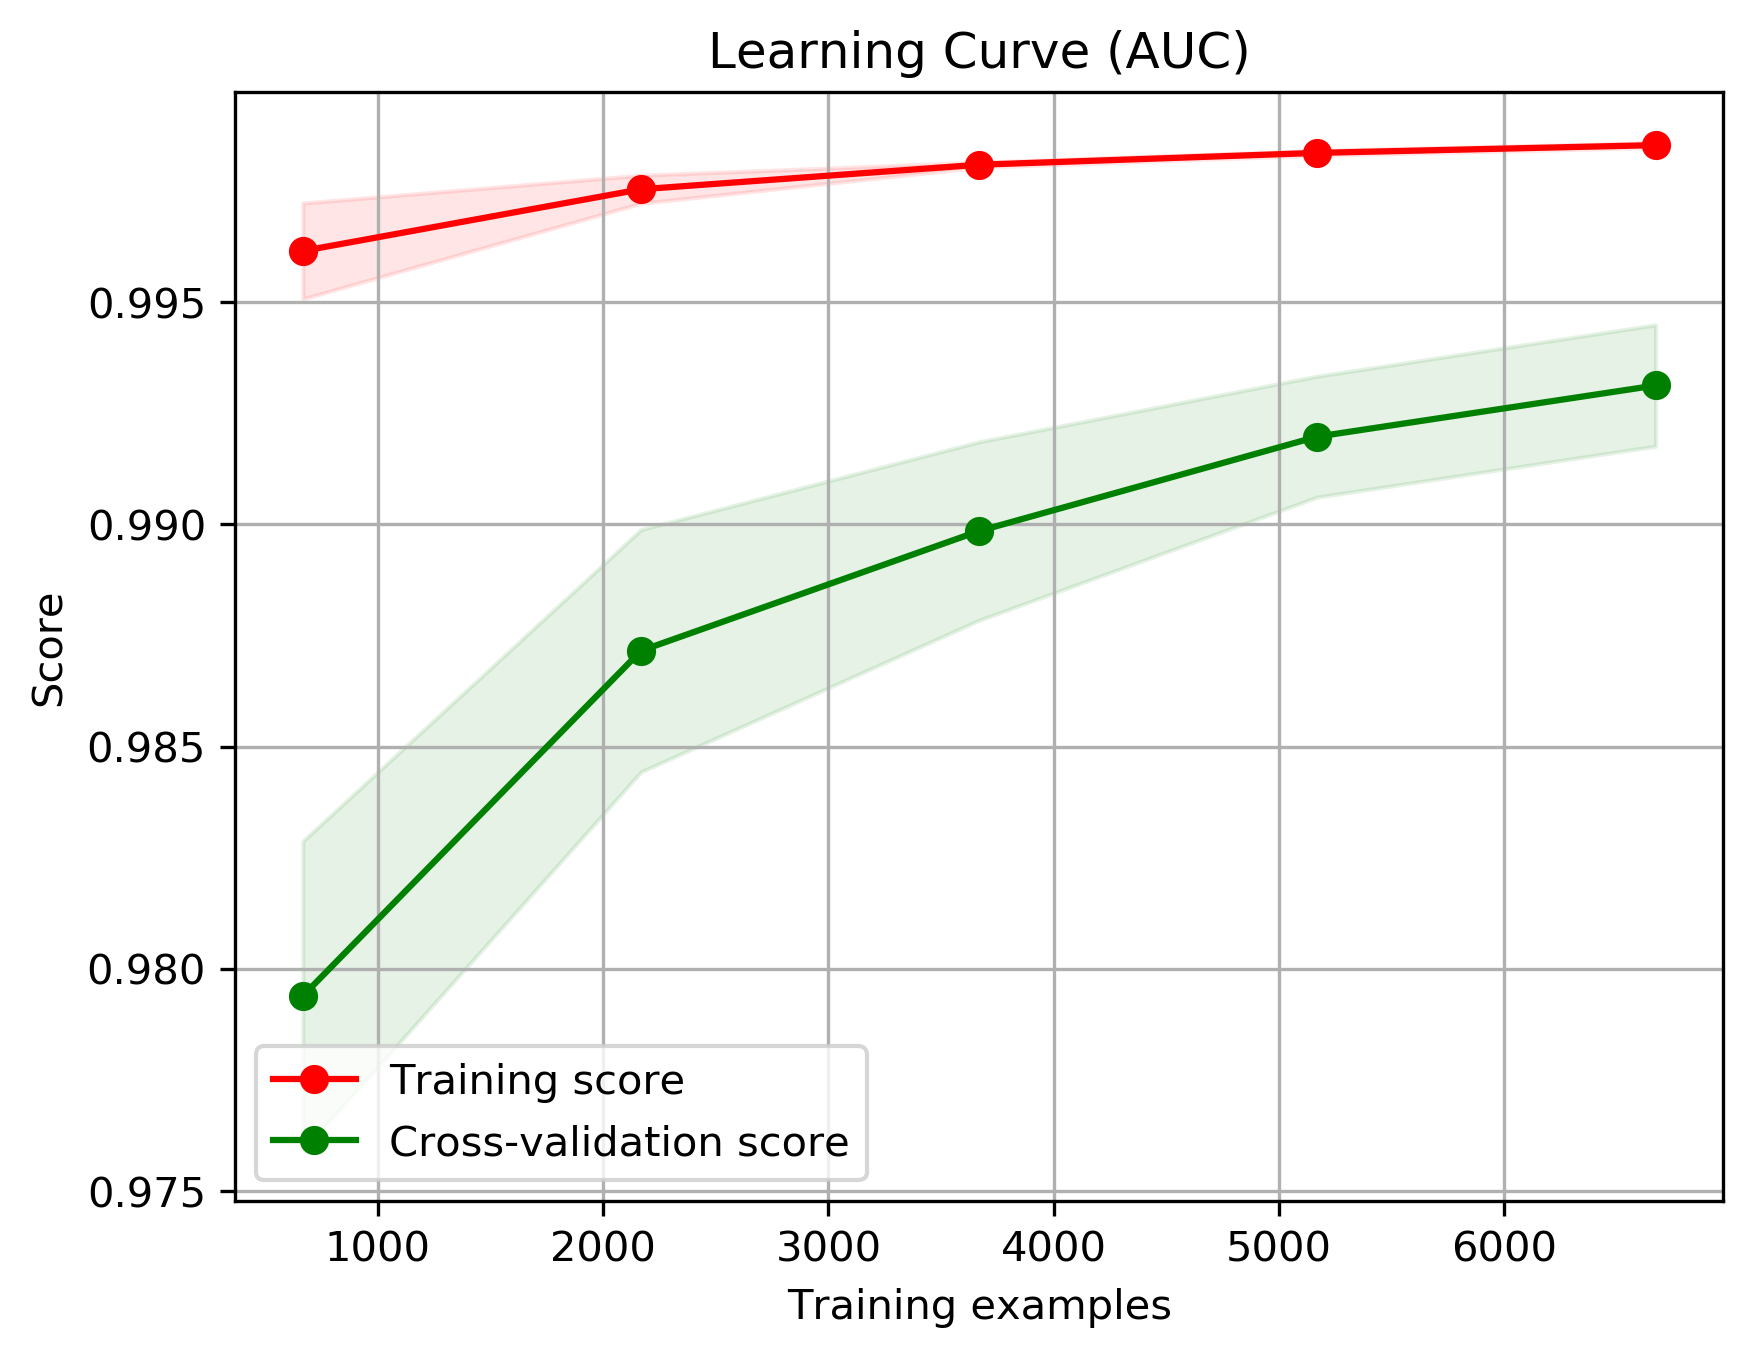 Learning Curve (AUC)
0.995
0.990
0.985
0.980
0.975
Score
Training score
Cross-validation score
1000 2000 3000 4000 5000 6000
Training examples